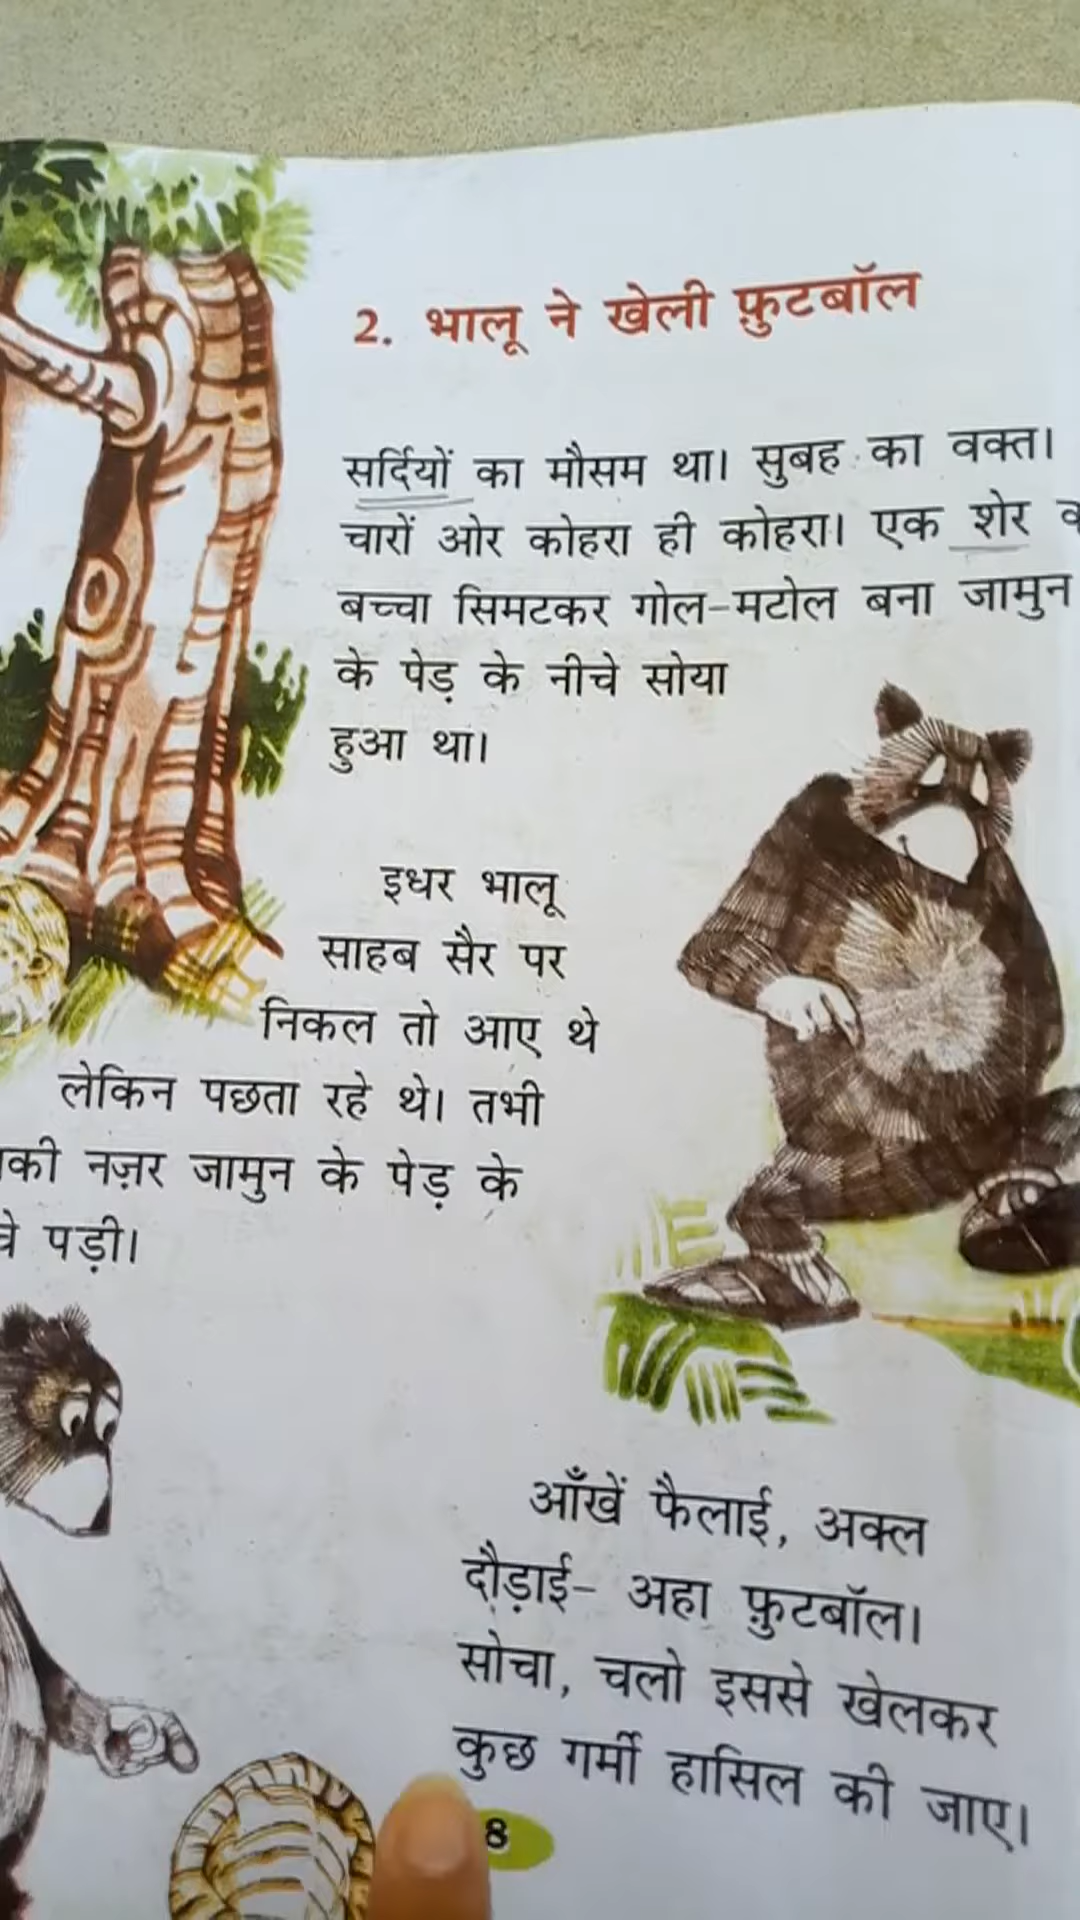 2. भालू ने खेली फ़ुटबॉल
सर्दियों का मौसम था। सुबह का वक्त।
चारों ओर कोहरा ही कोहरा। एक शेर
बच्चा सिमटकर गोल-मटोल बना जामुन
के पेड़ के नीचे सोया
हुआ था।
इधर भालू
साहब सैर पर
निकल तो आए थे
लेकिन पछता रहे थे। तभी
नज़र जामुन के पेड़ के
पड़ी।
आँखें फैलाई, अक्ल
दौड़ाई- अहा फ़ुटबॉल।
सोचा, चलो इससे खेलकर
कुछ गर्मी हासिल की जाए।
8